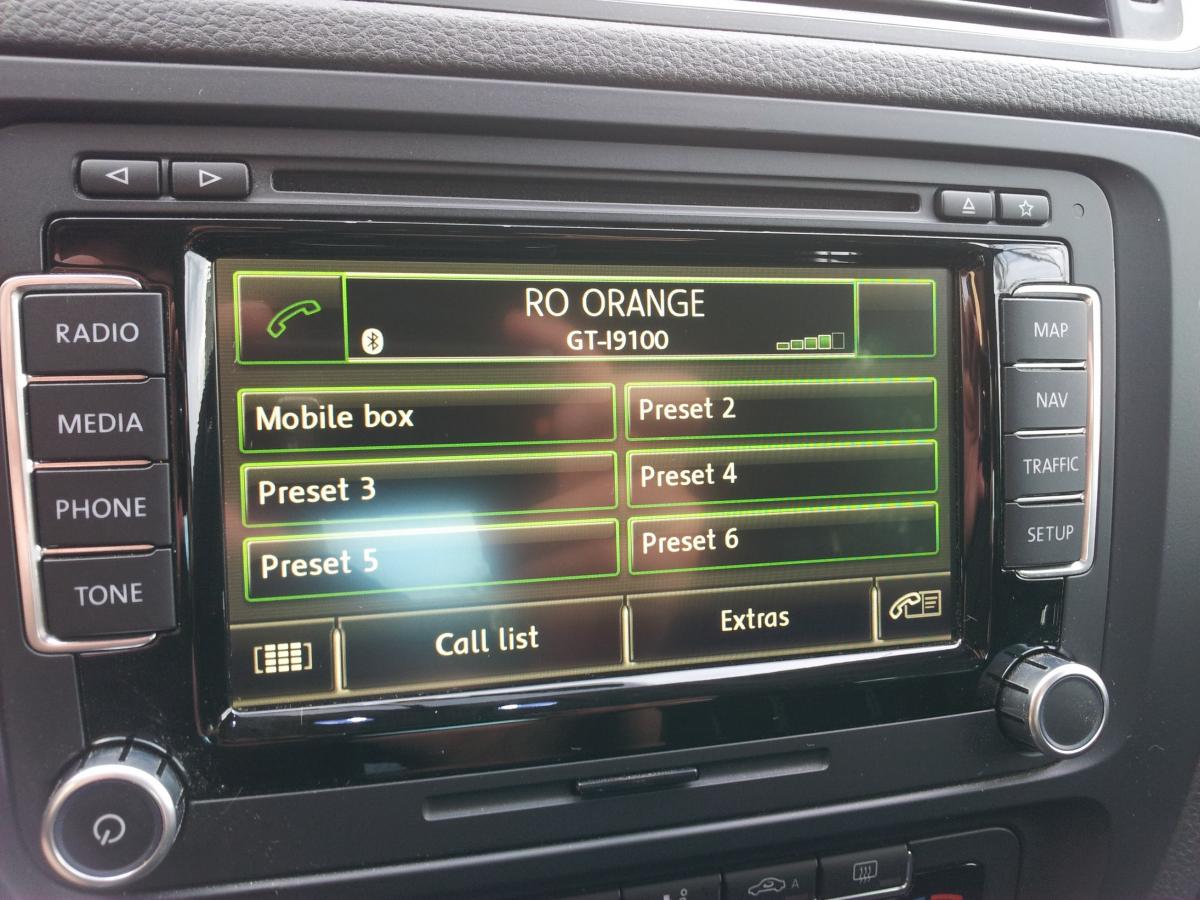 RO ORANGE
GT-I9100
RADIO
MEDIA
PHONE
TONE
Mobile box
Preset 2
Preset 3
Preset 4
Preset 5
Preset 6
Call list
Extras
MAP
NAV
TRAFFIC
SETUP
A